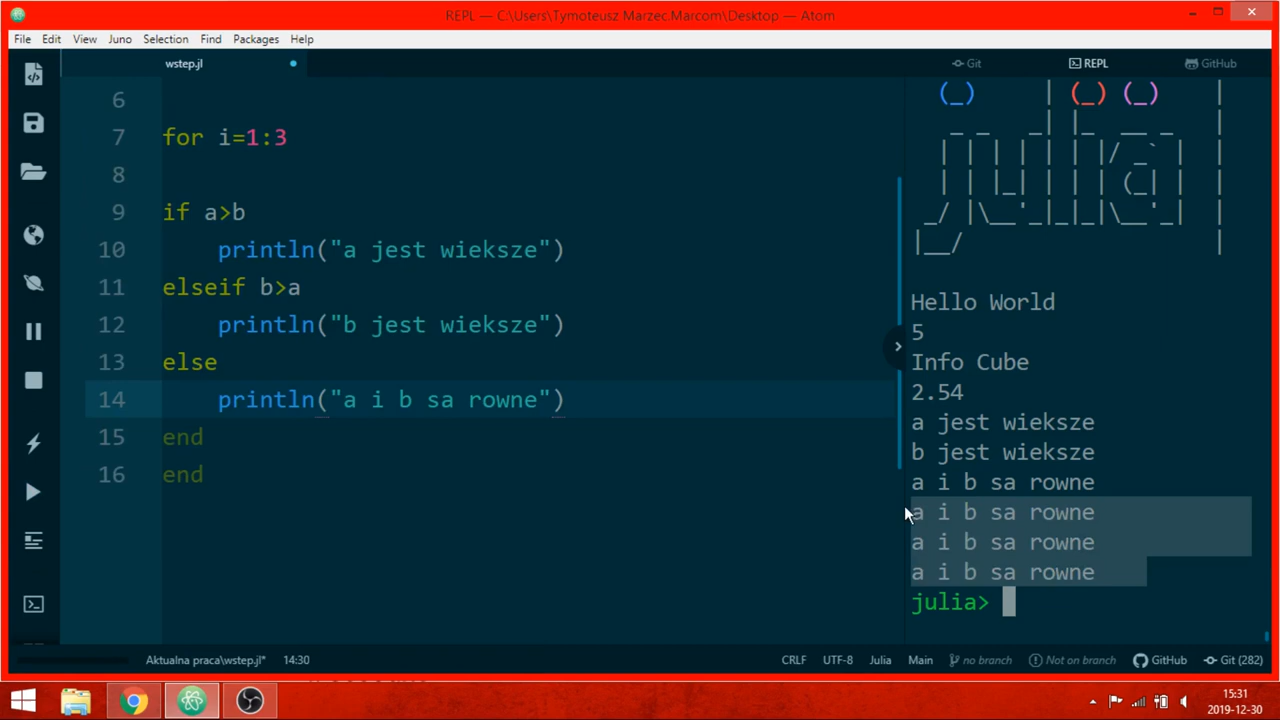 REPL — C:\Users\Tymoteusz.Marzec.Marcom\Desktop — Atom
File Edit View Juno Selection Find Packages Help
wstep.jl
Git REPL GitHub
6
7 for i=1:3
8
9 if a>b
10 println("a jest wieksze")
11 elseif b>a
12 println("b jest wieksze")
13 else
14 println("a i b sa rowne")
15 end
16 end
Hello World
5
Info Cube
2.54
a jest wieksze
b jest wieksze
a i b sa rowne
a i b sa rowne
a i b sa rowne
a i b sa rowne
julia>
Aktualna praca\wstep.jl* 14:30 CRLF UTF-8 Julia Main no branch Not on branch GitHub Git (282)
15:31
2019-12-30